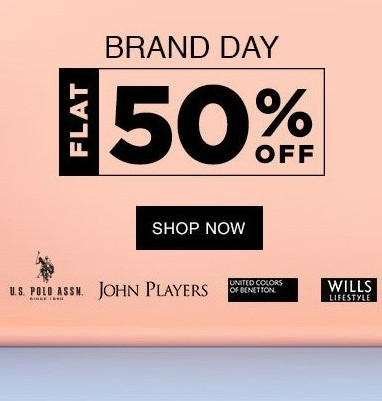 BRAND DAY
FLAT
50%
OFF
SHOP NOW
U.S. POLO ASSN.
SINCE 1890
JOHN PLAYERS
UNITED COLORS
OF BENETTON.
WILLS
LIFESTYLE